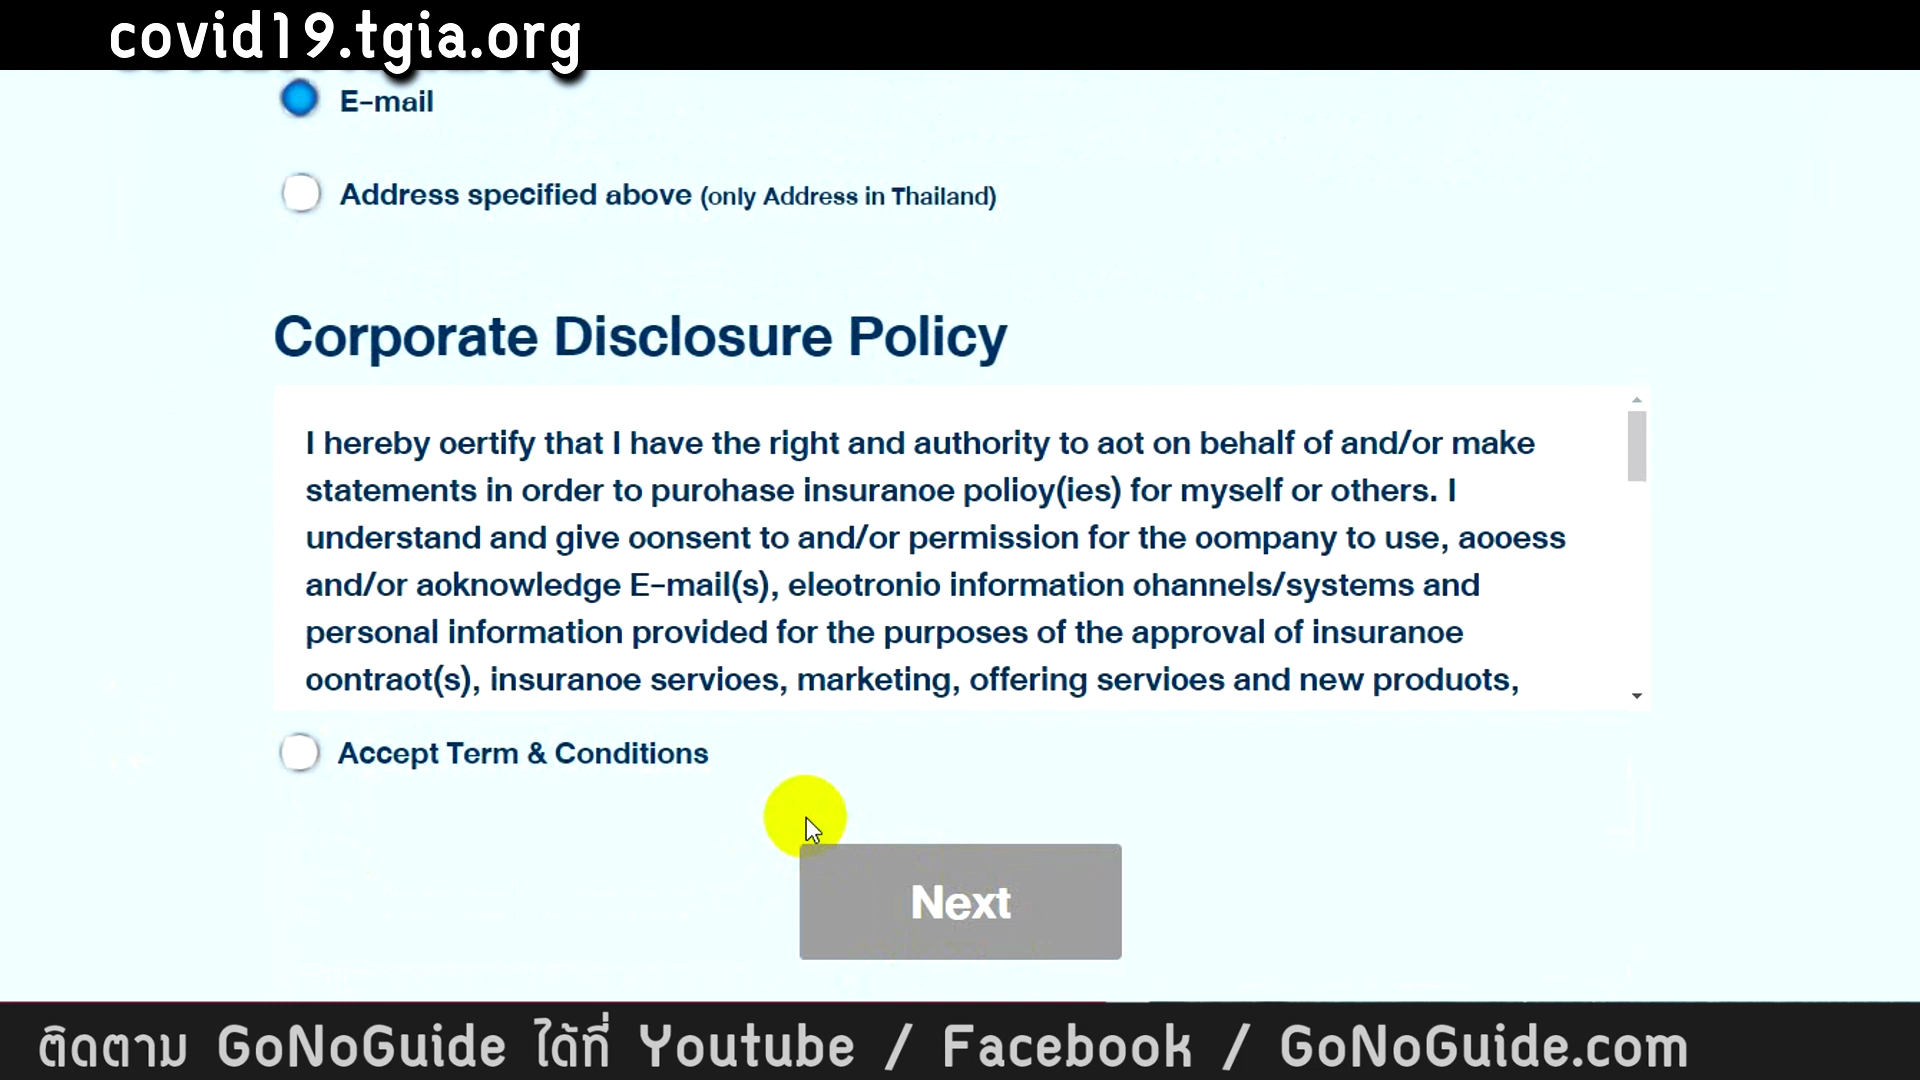 covid19.tgia.org
E-mail
Address specified above (only Address in Thailand)
Corporate Disclosure Policy
I hereby oertify that I have the right and authority to aot on behalf of and/or make
statements in order to purohase insuranoe polioy(ies) for myself or others. I
understand and give oonsent to and/or permission for the oompany to use, aooess
and/or aoknowledge E-mail(s), eleotronio information ohannels/systems and
personal information provided for the purposes of the approval of insuranoe
oontraot(s), insuranoe servioes, marketing, offering servioes and new produots,
Accept Term & Conditions
Next
ติดตาม GoNoGuide ได้ที่ Youtube / Facebook / GoNoGuide.com